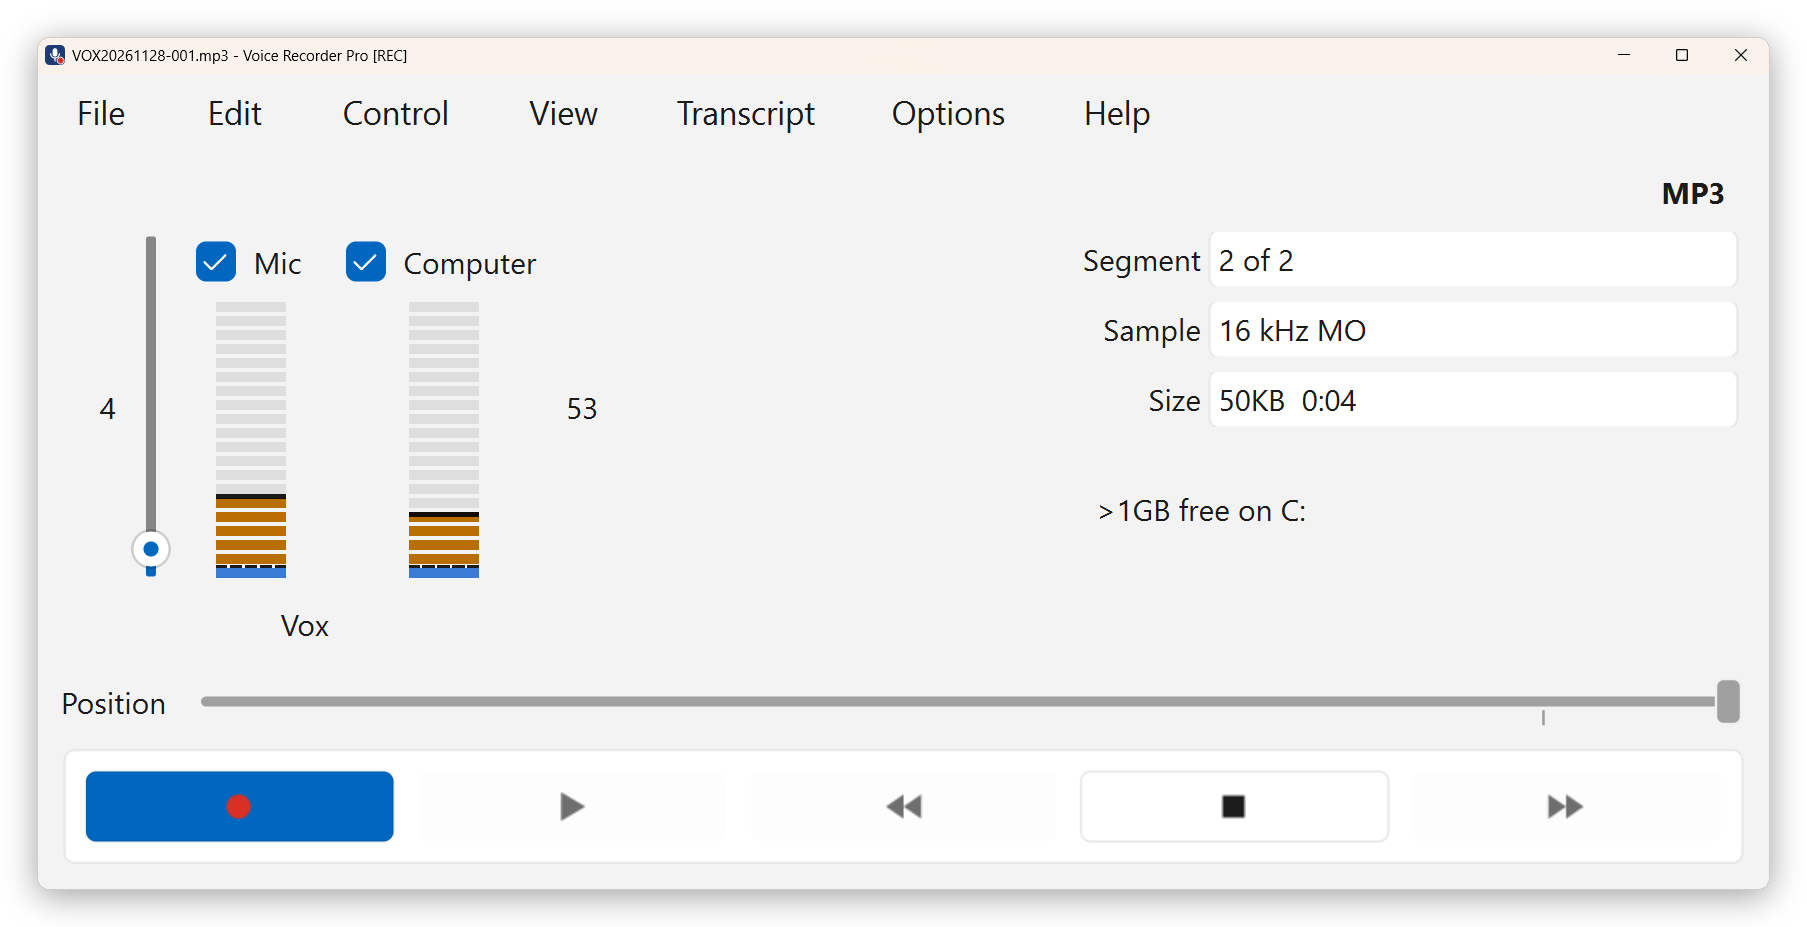 VOX20261128-001.mp3 - Voice Recorder Pro [REC]
File Edit Control View Transcript Options Help
MP3
Mic Computer
Segment 2 of 2
Sample 16 kHz MO
Size 50KB 0:04
4 53
>1GB free on C:
Vox
Position